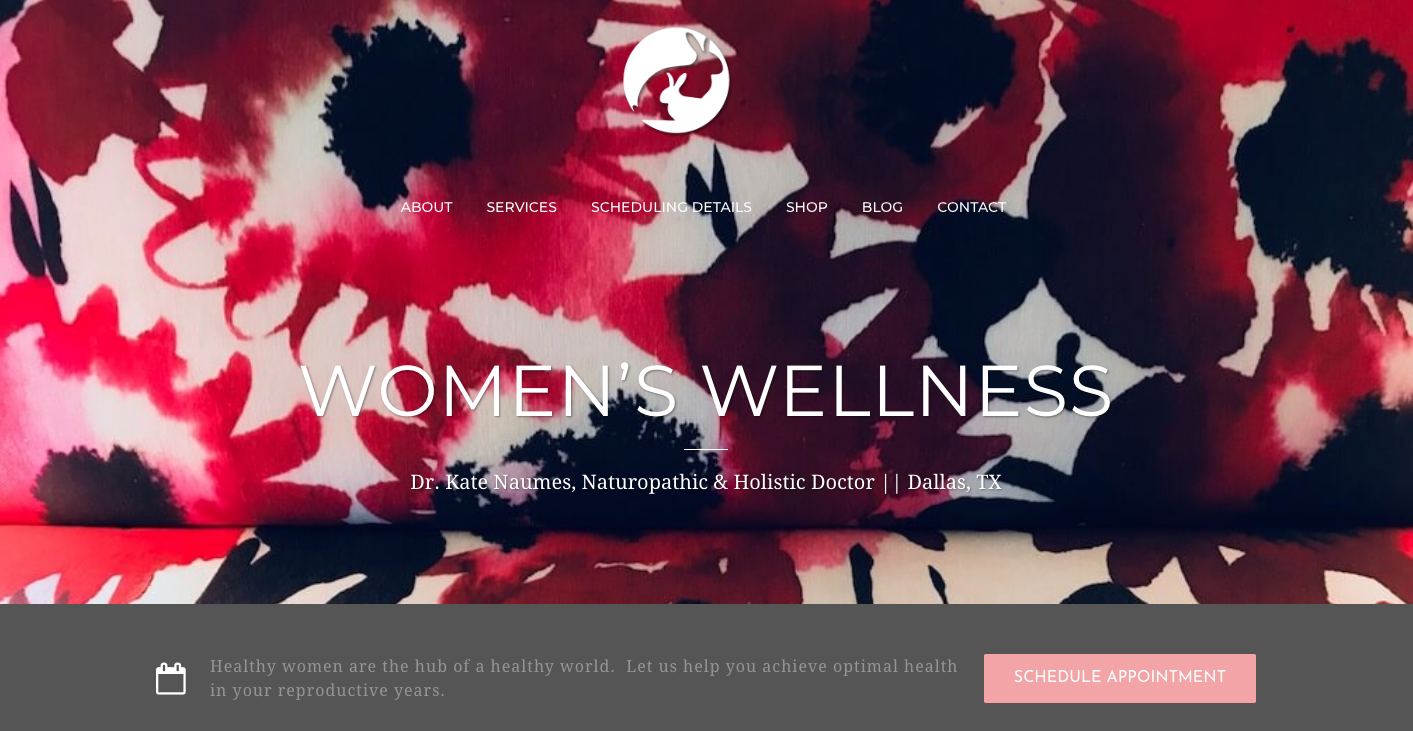 ABOUT SERVICES SCHEDULING DETAILS SHOP BLOG CONTACT
WOMEN’S WELLNESS
Dr. Kate Naumes, Naturopathic & Holistic Doctor || Dallas, TX
Healthy women are the hub of a healthy world.  Let us help you achieve optimal health
in your reproductive years.
SCHEDULE APPOINTMENT